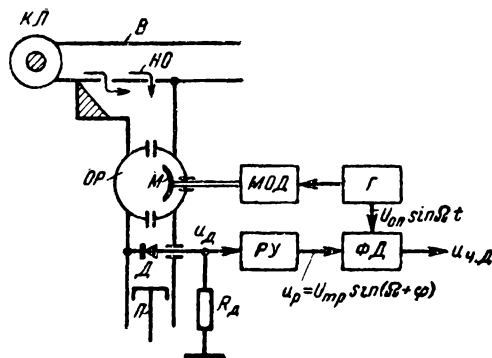 КЛ
В
НО
ОР
М
МОД
Г
U_оп sinΩt
u_Д
РУ
ФД
u_ч.Д
Д
П
R_д
u_р=U_mр sin(Ω+φ)